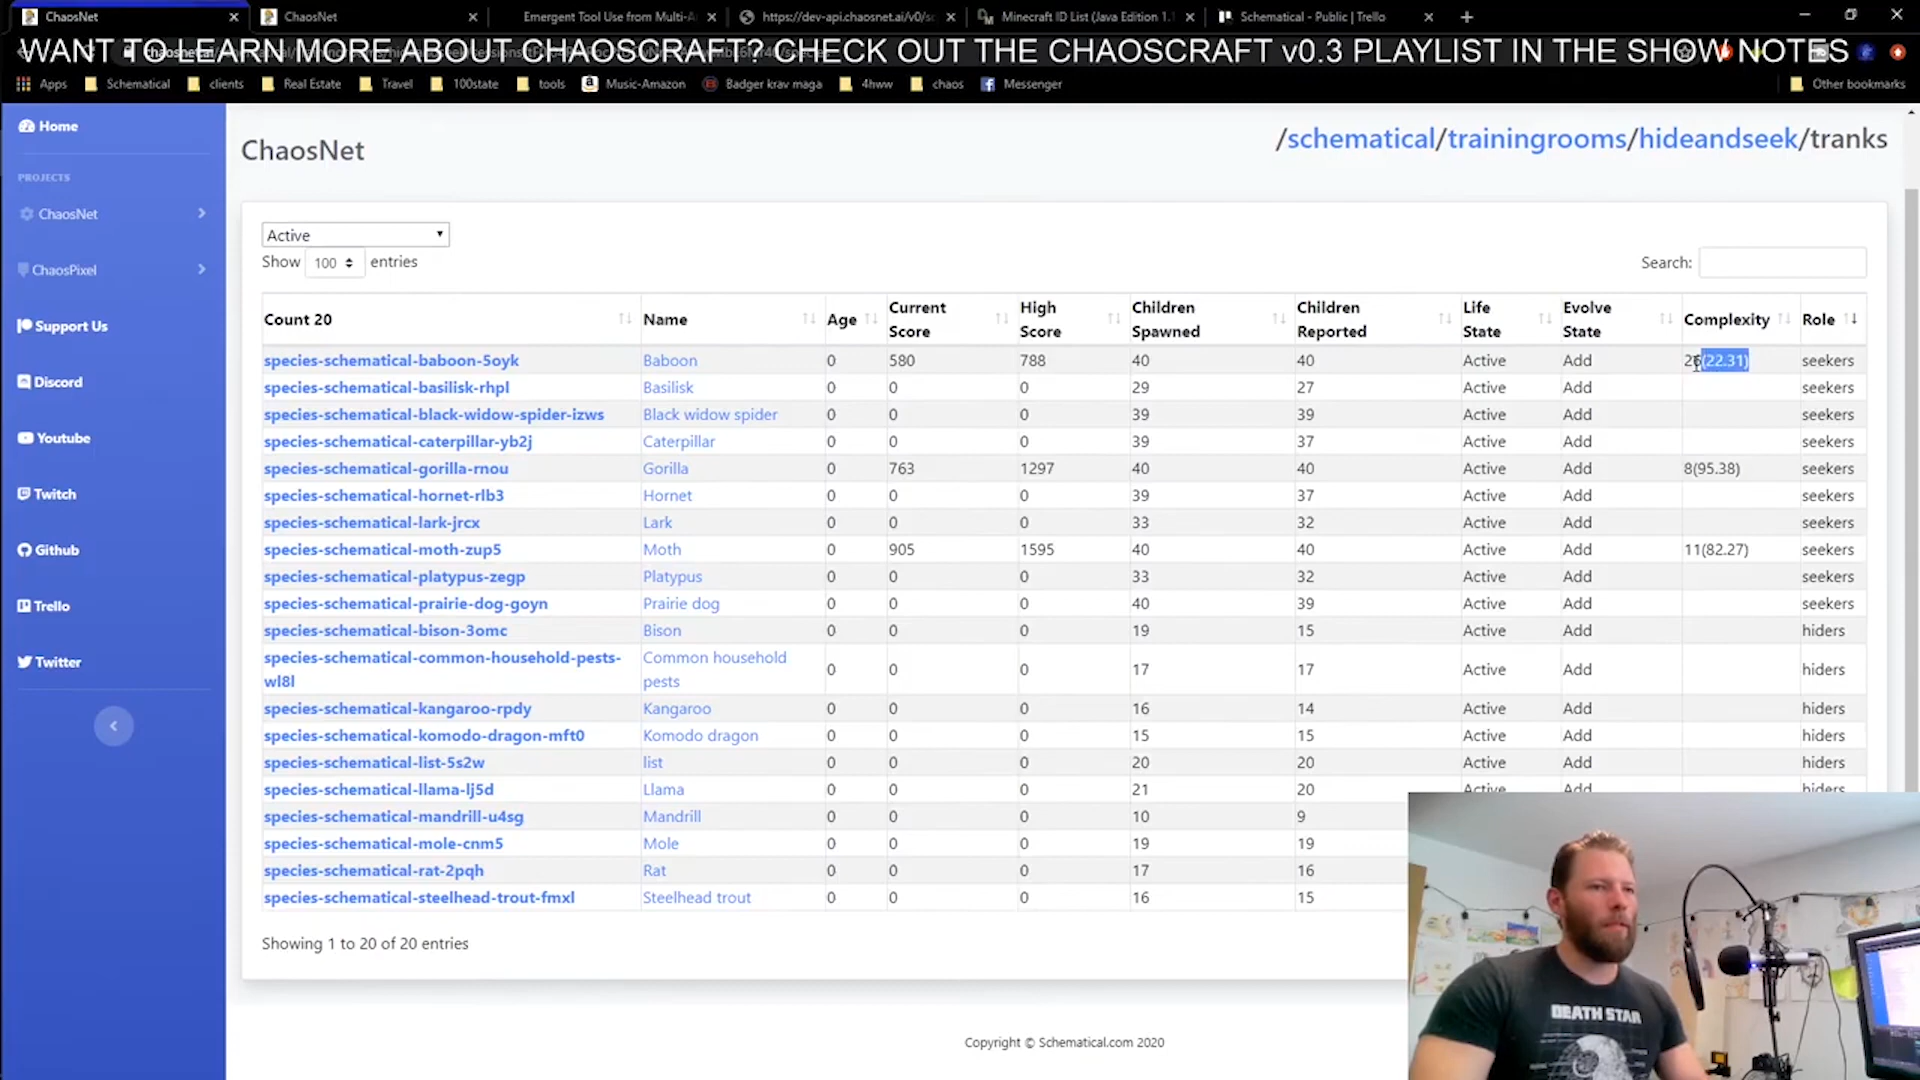 ChaosNet
ChaosNet
Emergent Tool Use from Multi-A
https://dev-api.chaosnet.ai/v0/sc
Minecraft ID List (Java Edition 1.1
Schematical - Public | Trello
WANT TO LEARN MORE ABOUT CHAOSCRAFT? CHECK OUT THE CHAOSCRAFT v0.3 PLAYLIST IN THE SHOW NOTES
Apps
Schematical
clients
Real Estate
Travel
100state
tools
Music-Amazon
Badger krav maga
4hww
chaos
Messenger
Other bookmarks
Home
PROJECTS
ChaosNet
ChaosPixel
Support Us
Discord
Youtube
Twitch
Github
Trello
Twitter
ChaosNet
/schematical/trainingrooms/hideandseek/tranks
Active
Show 100 entries
Search:
Count 20 Name Age Current Score High Score Children Spawned Children Reported Life State Evolve State Complexity Role
species-schematical-baboon-5oyk Baboon 0 580 788 40 40 Active Add (22.31) seekers
species-schematical-basilisk-rhpl Basilisk 0 0 0 29 27 Active Add seekers
species-schematical-black-widow-spider-izws Black widow spider 0 0 0 39 39 Active Add seekers
species-schematical-caterpillar-yb2j Caterpillar 0 0 0 39 37 Active Add seekers
species-schematical-gorilla-rnou Gorilla 0 763 1297 40 40 Active Add 8(95.38) seekers
species-schematical-hornet-rlb3 Hornet 0 0 0 39 37 Active Add seekers
species-schematical-lark-jrcx Lark 0 0 0 33 32 Active Add seekers
species-schematical-moth-zup5 Moth 0 905 1595 40 40 Active Add 11(82.27) seekers
species-schematical-platypus-zegp Platypus 0 0 0 33 32 Active Add seekers
species-schematical-prairie-dog-goyn Prairie dog 0 0 0 40 39 Active Add seekers
species-schematical-bison-3omc Bison 0 0 0 19 15 Active Add hiders
species-schematical-common-household-pests-wl8l Common household pests 0 0 0 17 17 Active Add hiders
species-schematical-kangaroo-rpdy Kangaroo 0 0 0 16 14 Active Add hiders
species-schematical-komodo-dragon-mft0 Komodo dragon 0 0 0 15 15 Active Add hiders
species-schematical-list-5s2w list 0 0 0 20 20 Active Add hiders
species-schematical-llama-lj5d Llama 0 0 0 21 20 Active Add hiders
species-schematical-mandrill-u4sg Mandrill 0 0 0 10 9
species-schematical-mole-cnm5 Mole 0 0 0 19 19
species-schematical-rat-2pqh Rat 0 0 0 17 16
species-schematical-steelhead-trout-fmxl Steelhead trout 0 0 0 16 15
Showing 1 to 20 of 20 entries
Copyright © Schematical.com 2020
DEATH STAR